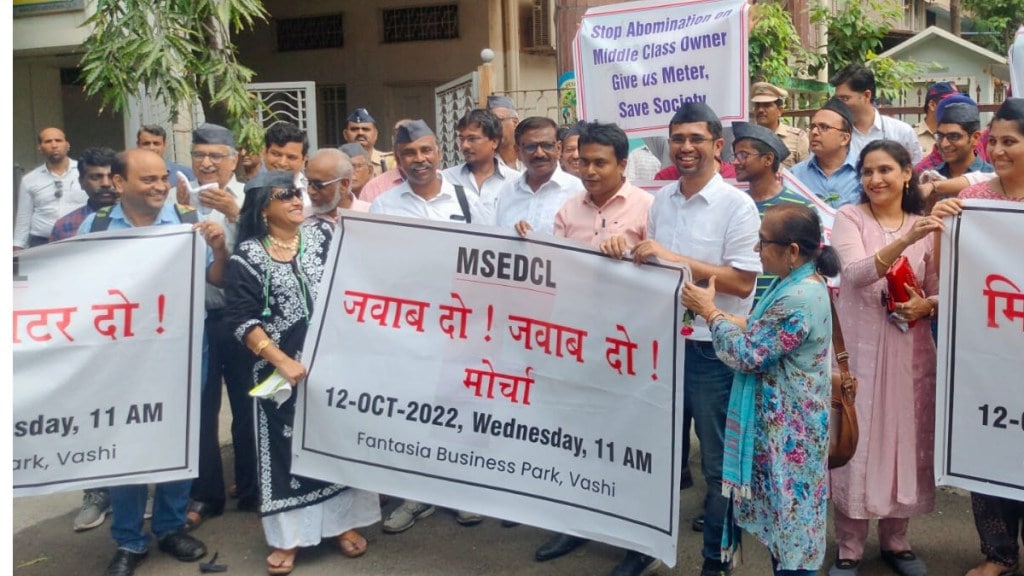 Stop Abomination on
Middle Class Owner
Give us Meter,
Save Society
MSEDCL
जवाब दो ! जवाब दो !
मोर्चा
12-OCT-2022, Wednesday, 11 AM
Fantasia Business Park, Vashi
L
टर दो !
sday, 11 AM
ark, Vashi
मि
12-